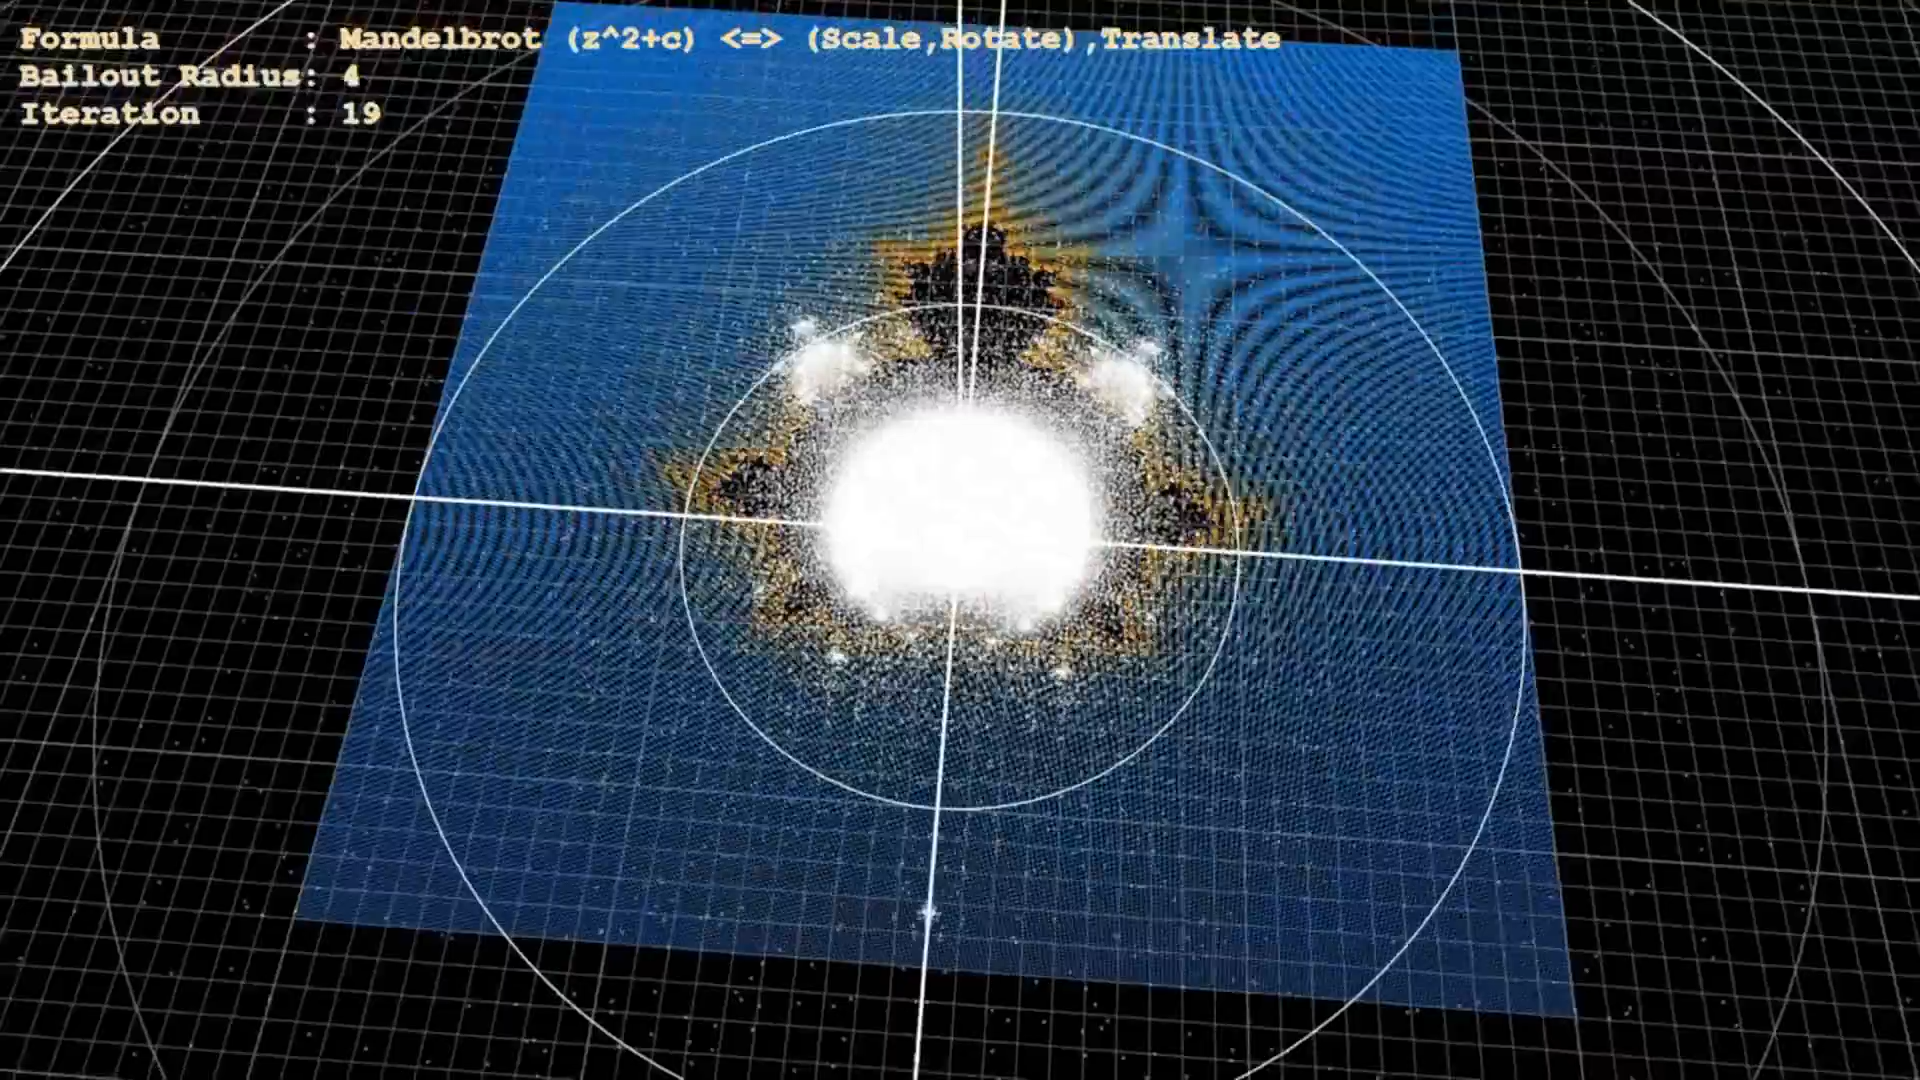 Formula : Mandelbrot (z^2+c) <=> (Scale,Rotate),Translate
Bailout Radius: 4
Iteration : 19